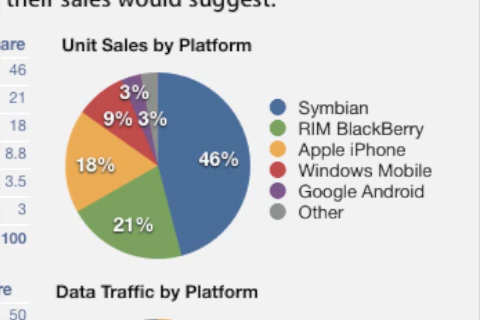 their sales would suggest.
are
Unit Sales by Platform
46
21
18
8.8
3.5
3
100
3%
9% 3%
46%
18%
21%
Symbian
RIM BlackBerry
Apple iPhone
Windows Mobile
Google Android
Other
re
Data Traffic by Platform
50